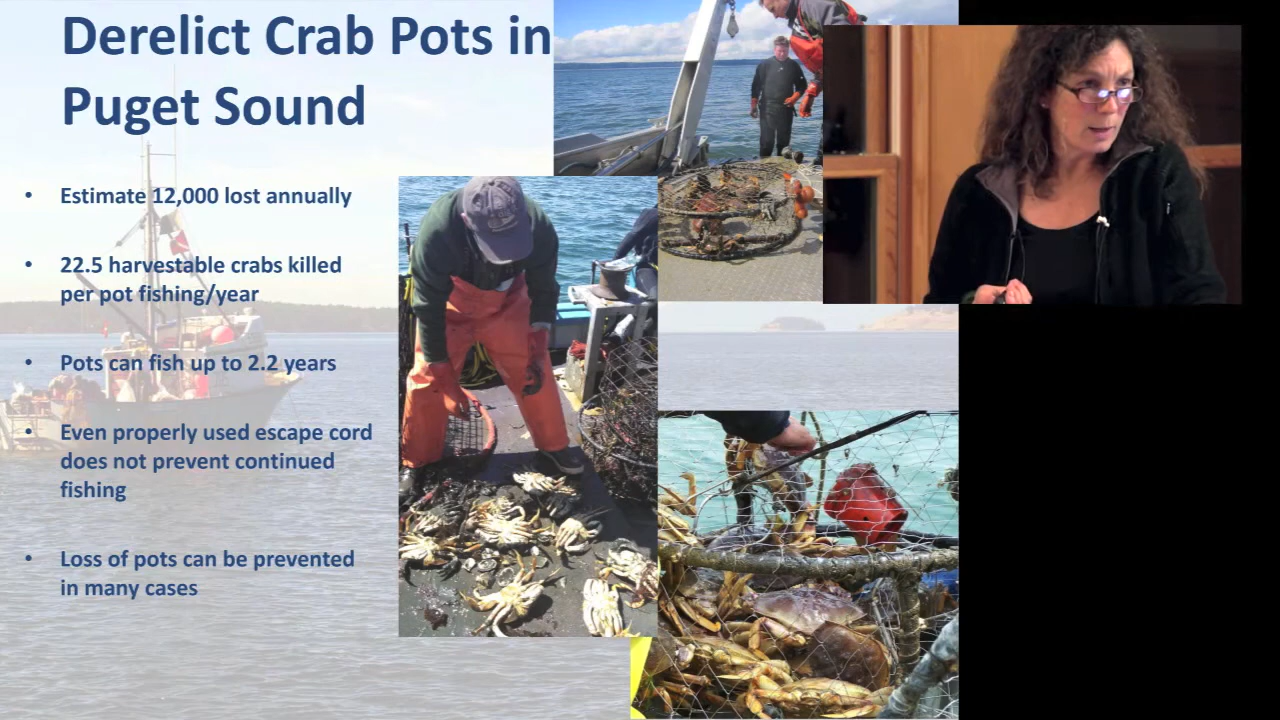 Derelict Crab Pots in
Puget Sound
• Estimate 12,000 lost annually
• 22.5 harvestable crabs killed
per pot fishing/year
• Pots can fish up to 2.2 years
• Even properly used escape cord
does not prevent continued
fishing
• Loss of pots can be prevented
in many cases